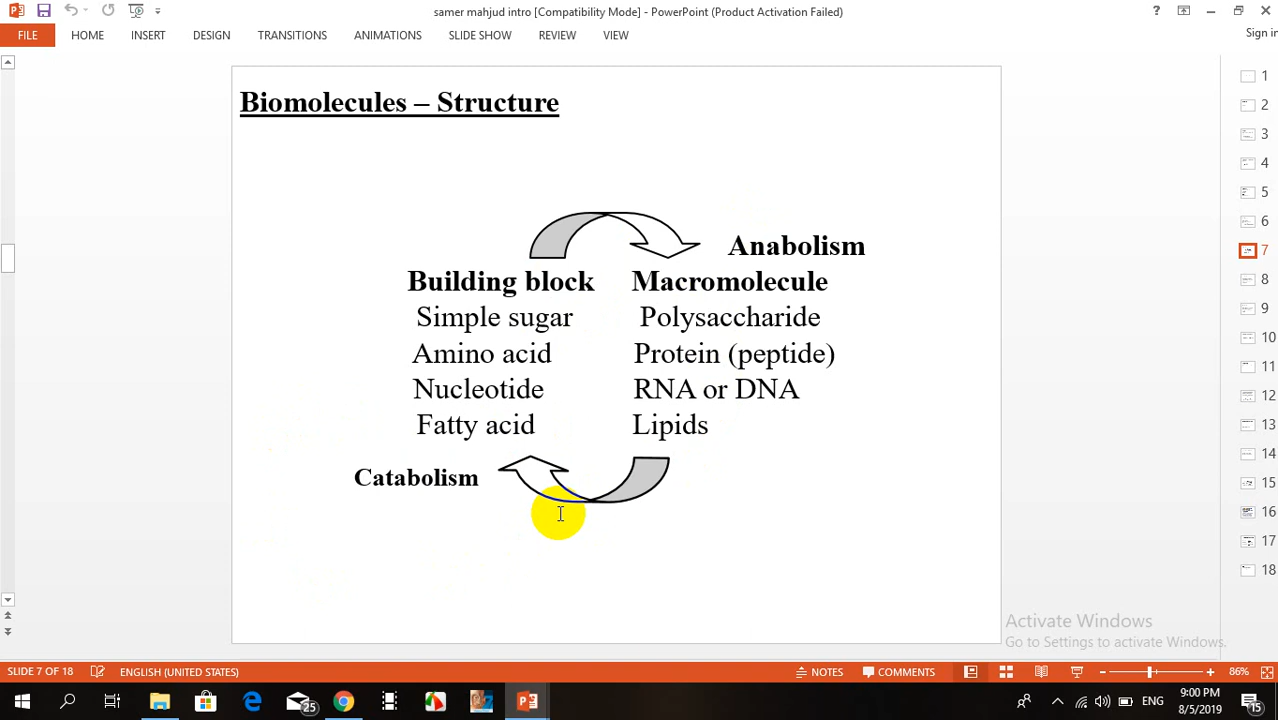 samer mahjud intro [Compatibility Mode] - PowerPoint (Product Activation Failed)
?
FILE HOME INSERT DESIGN TRANSITIONS ANIMATIONS SLIDE SHOW REVIEW VIEW
Sign in
Biomolecules – Structure
Anabolism
Building block Macromolecule
Simple sugar Polysaccharide
Amino acid Protein (peptide)
Nucleotide RNA or DNA
Fatty acid Lipids
Catabolism
1
2
3
4
5
6
7
8
9
10
11
12
13
14
15
16
17
18
Activate Windows
Go to Settings to activate Windows.
SLIDE 7 OF 18 ENGLISH (UNITED STATES) NOTES COMMENTS 86%
25
ENG
9:00 PM
8/5/2019
15